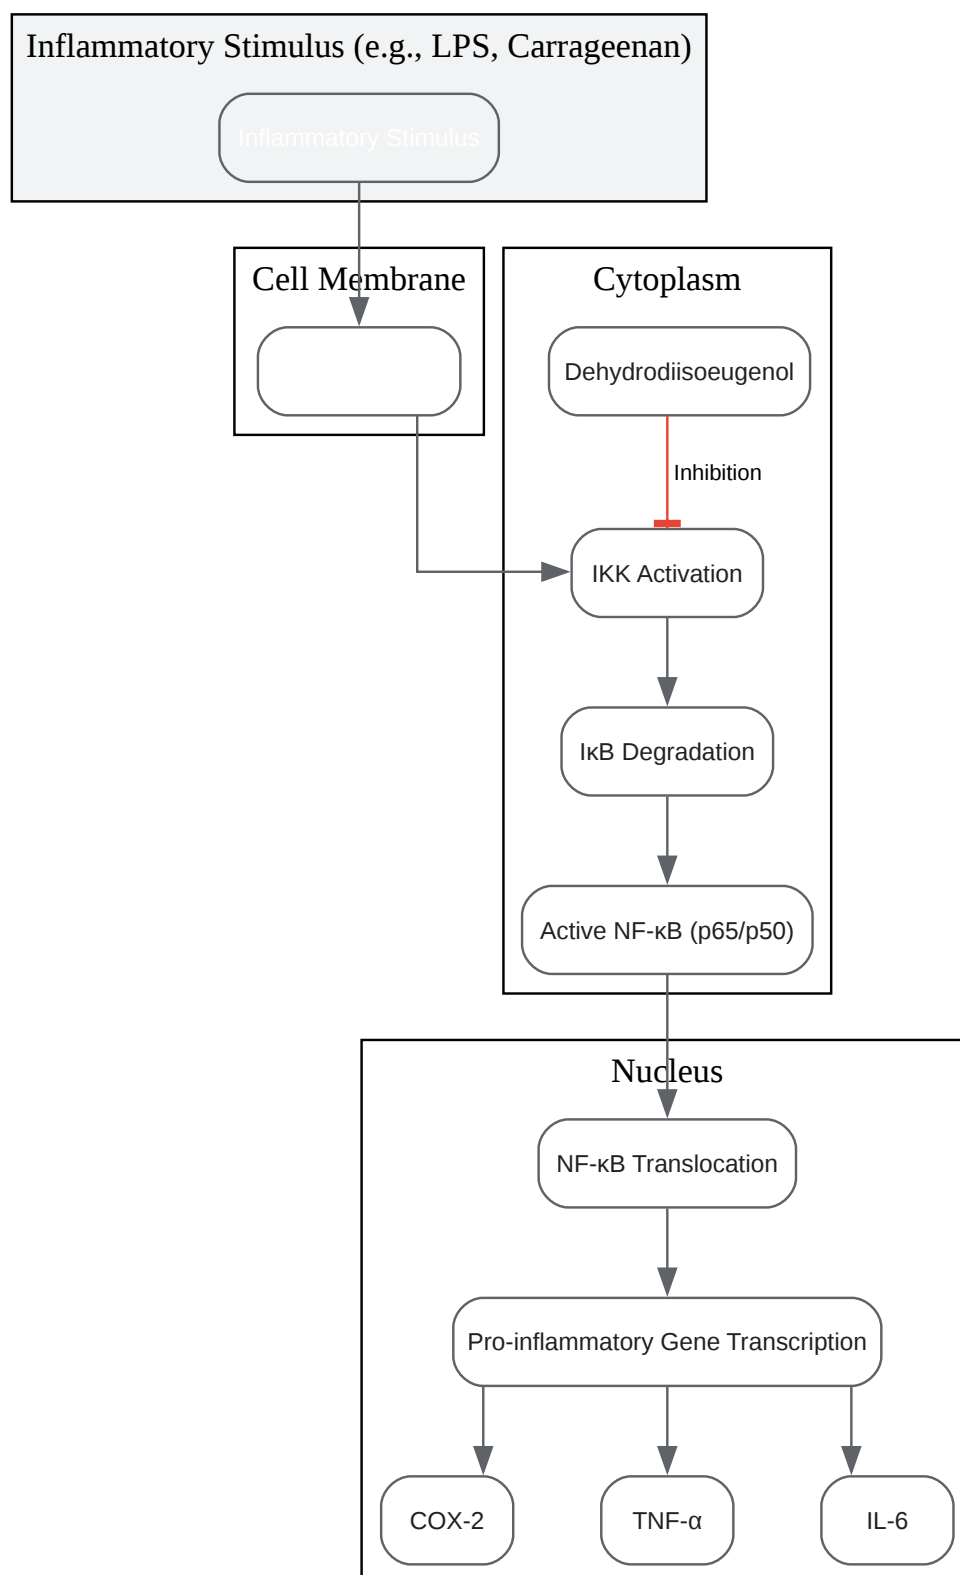 Inflammatory Stimulus (e.g., LPS, Carrageenan)
Inflammatory Stimulus
Cell Membrane
Cytoplasm
Dehydrodiisoeugenol
Inhibition
IKK Activation
IκB Degradation
Active NF-κB (p65/p50)
Nucleus
NF-κB Translocation
Pro-inflammatory Gene Transcription
COX-2
TNF-α
IL-6